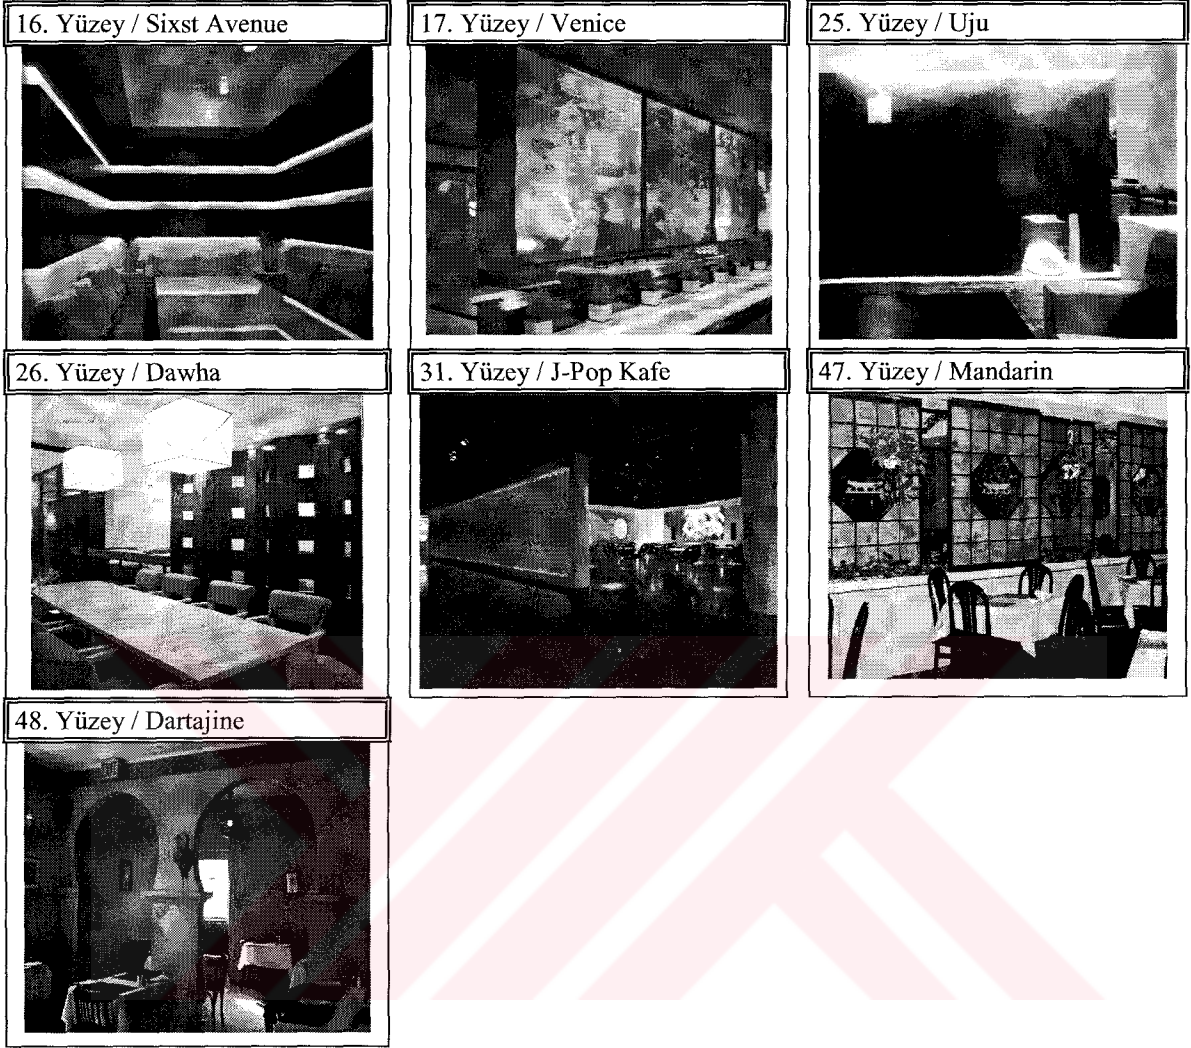 16. Yüzey / Sixst Avenue
17. Yüzey / Venice
25. Yüzey / Uju
26. Yüzey / Dawha
31. Yüzey / J-Pop Kafe
47. Yüzey / Mandarin
48. Yüzey / Dartajine